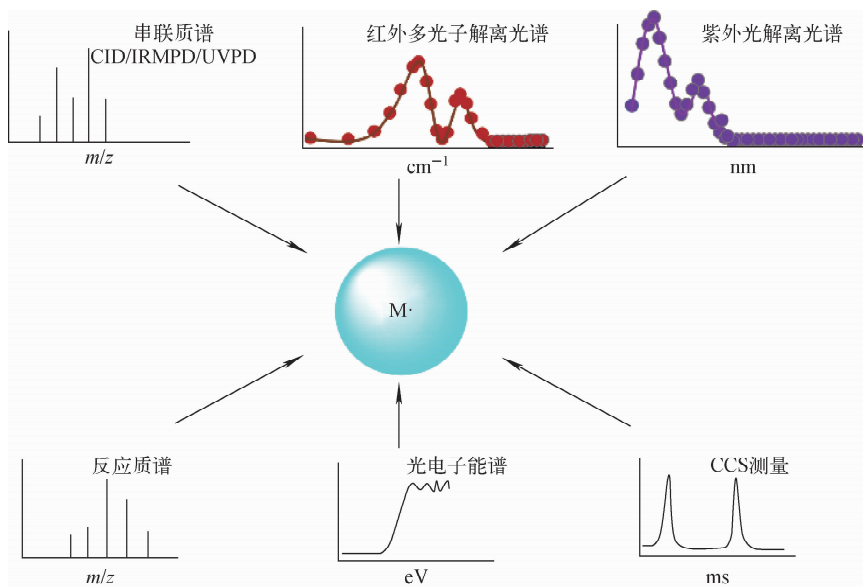 串联质谱
CID/IRMPD/UVPD
m/z
红外多光子解离光谱
cm⁻¹
紫外光解离光谱
nm
M·
反应质谱
m/z
光电子能谱
eV
CCS测量
ms